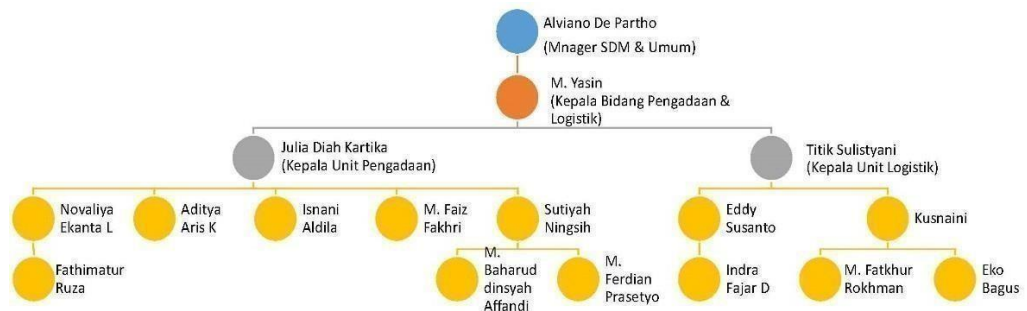 Alviano De Partho
(Mnager SDM & Umum)
M. Yasin
(Kepala Bidang Pengadaan &
Logistik)
Julia Diah Kartika
(Kepala Unit Pengadaan)
Titik Sulistyani
(Kepala Unit Logistik)
Novaliya
Ekanta L
Aditya
Aris K
Isnani
Aldila
M. Faiz
Fakhri
Sutiyah
Ningsih
Eddy
Susanto
Kusnaini
Fathimatur
Ruza
M.
Baharud
dinsyah
Affandi
M.
Ferdian
Prasetyo
Indra
Fajar D
M. Fatkhur
Rokhman
Eko
Bagus